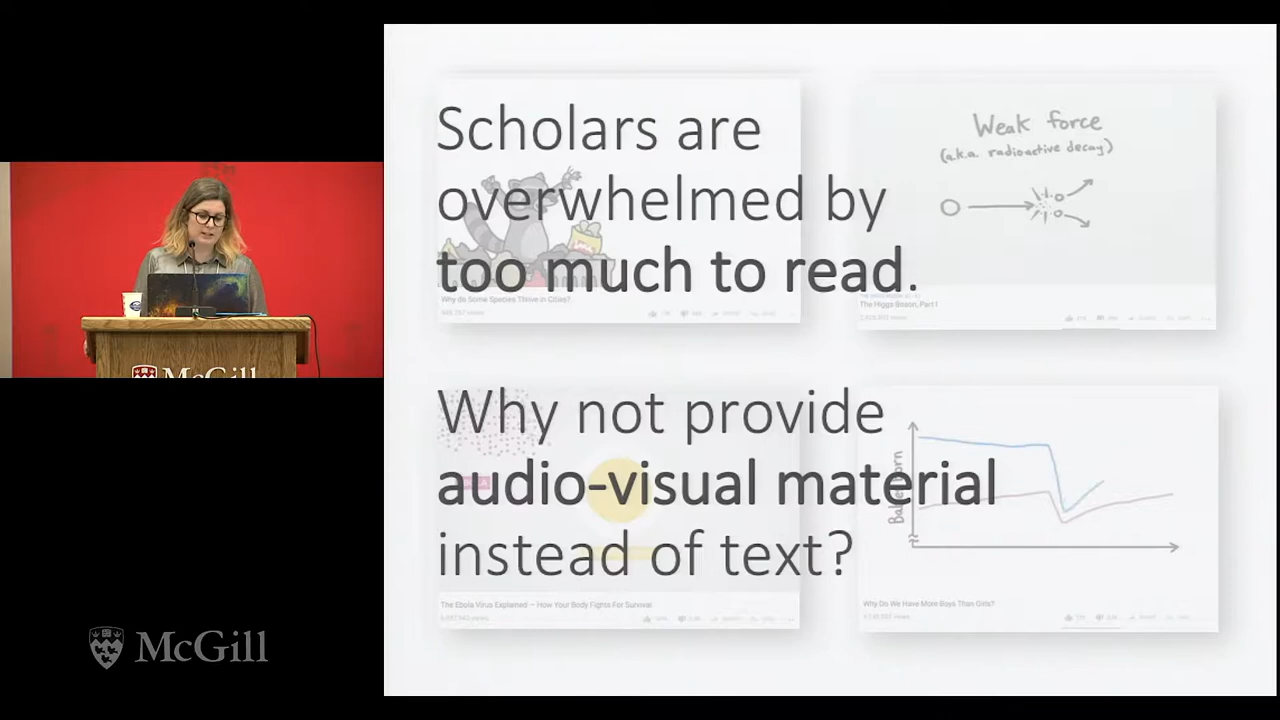 Scholars are
overwhelmed by
too much to read.
Why do Some Species Thrive in Cities?
Weak force
(a.k.a. radioactive decay)
The Higgs Boson, Part I
Why not provide
audio-visual material
instead of text?
The Ebola Virus Explained — How Your Body Fights For Survival
Why Do We Have More Boys Than Girls?
McGill
McGill